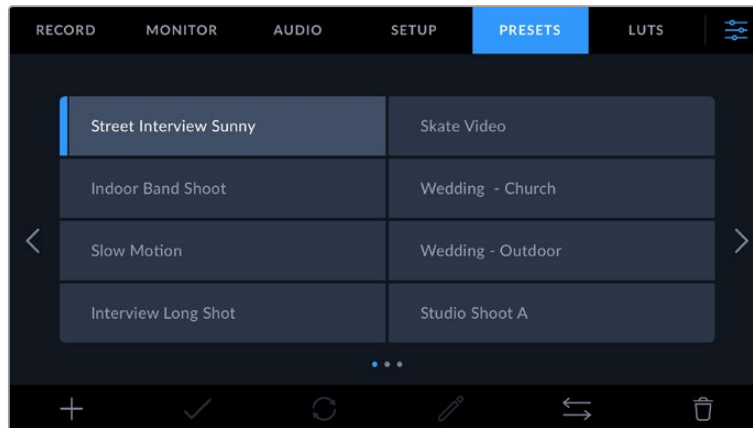 RECORD MONITOR AUDIO SETUP PRESETS LUTS
Street Interview Sunny Skate Video
Indoor Band Shoot Wedding - Church
Slow Motion Wedding - Outdoor
Interview Long Shot Studio Shoot A